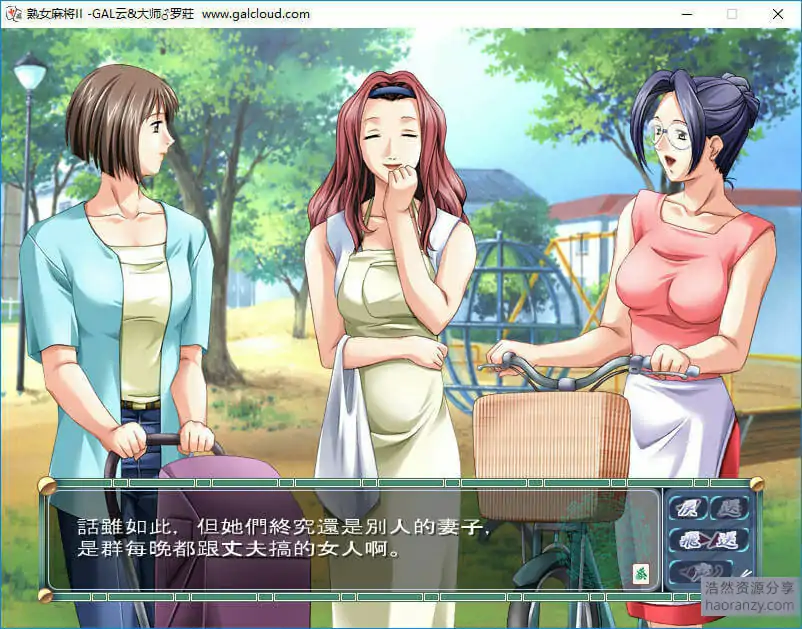 熟女麻将II -GAL云&大师♂罗莊 www.galcloud.com
話雖如此，但她們終究還是別人的妻子，
是群每晚都跟丈夫搞的女人啊。
浩然资源分享
haoranzy.com